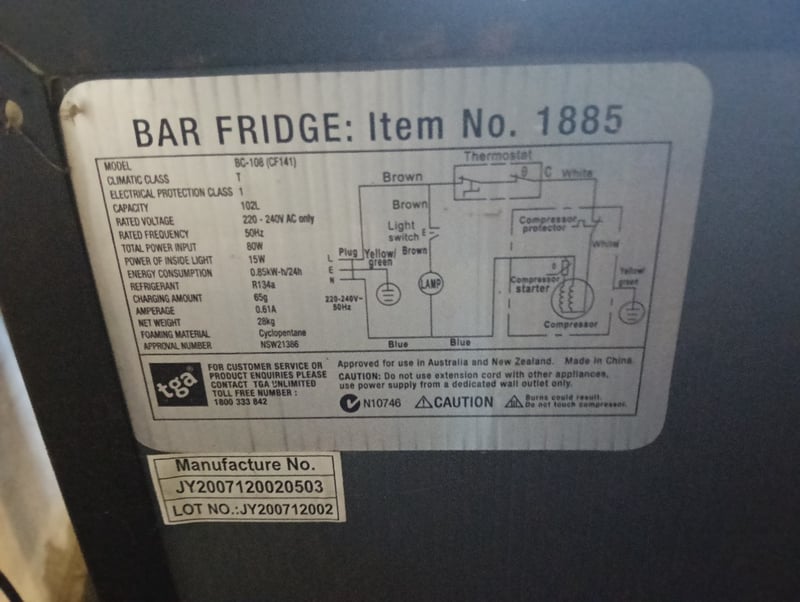 BAR FRIDGE: Item No. 1885
MODEL BC-108 (CF141)
CLIMATIC CLASS T
ELECTRICAL PROTECTION CLASS 1
CAPACITY 102L
RATED VOLTAGE 220 - 240V AC only
RATED FREQUENCY 50Hz
TOTAL POWER INPUT 80W
POWER OF INSIDE LIGHT 15W
ENERGY CONSUMPTION 0.85kW-h/24h
REFRIGERANT R134a
CHARGING AMOUNT 65g
AMPERAGE 0.61A
NET WEIGHT 28kg
FOAMING MATERIAL Cyclopentane
APPROVAL NUMBER NSW21386
Thermostat
Brown
C White
Brown
Light
switch
Brown
Compressor
protector
White
Plug
Yellow/
green
L
E
N
LAMP
Compressor
starter
Yellow/
green
220-240V~
50Hz
Compressor
Blue
Blue
tga
FOR CUSTOMER SERVICE OR
PRODUCT ENQUIRIES PLEASE
CONTACT TGA UNLIMITED
TOLL FREE NUMBER :
1800 333 842
Approved for use in Australia and New Zealand. Made in China.
CAUTION: Do not use extension cord with other appliances,
use power supply from a dedicated wall outlet only.
N10746
CAUTION
Burns could result.
Do not touch compressor.
Manufacture No.
JY2007120020503
LOT NO.:JY200712002